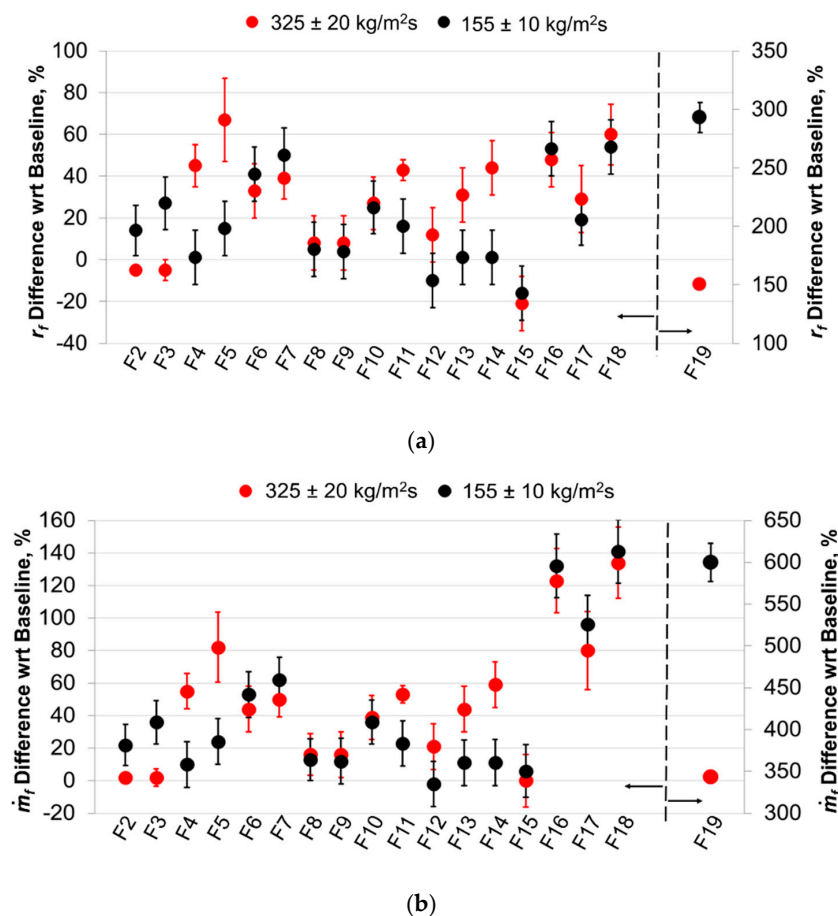 325 ± 20 kg/m²s 155 ± 10 kg/m²s
100 350
80 300
60
40 250
20 200
0
-20 150
-40 100
r_f Difference wrt Baseline, %
r_f Difference wrt Baseline, %
F2 F3 F4 F5 F6 F7 F8 F9 F10 F11 F12 F13 F14 F15 F16 F17 F18 F19
(a)
325 ± 20 kg/m²s 155 ± 10 kg/m²s
160 650
140 600
120 550
100
80 500
60 450
40 400
20
0 350
-20 300
ṁ_f Difference wrt Baseline, %
ṁ_f Difference wrt Baseline, %
F2 F3 F4 F5 F6 F7 F8 F9 F10 F11 F12 F13 F14 F15 F16 F17 F18 F19
(b)